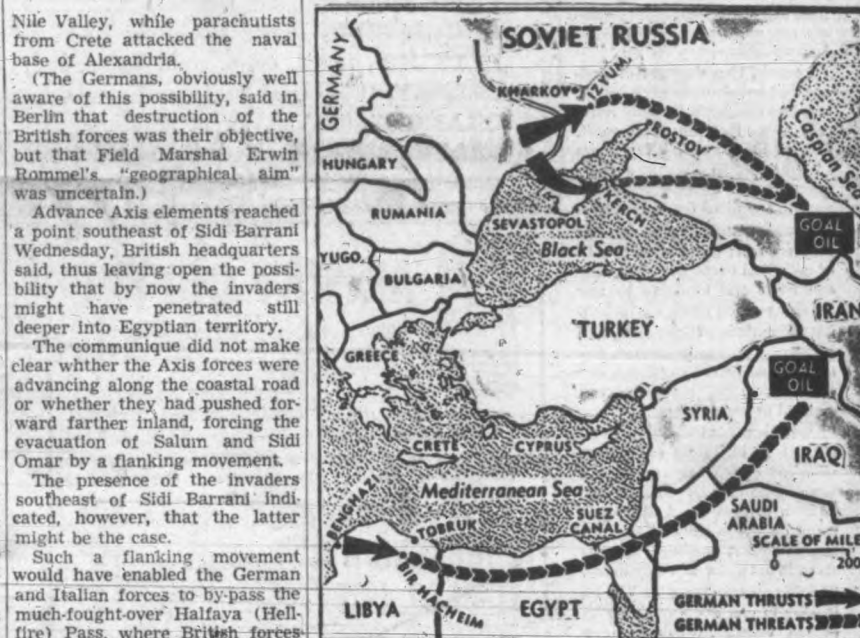 Nile Valley, while parachutists
from Crete attacked the naval
base of Alexandria.
(The Germans, obviously well
aware of this possibility, said in
Berlin that destruction of the
British forces was their objective,
but that Field Marshal Erwin
Rommel's "geographical aim"
was uncertain.)
Advance Axis elements reached
a point southeast of Sidi Barrani
Wednesday, British headquarters
said, thus leaving open the possi-
bility that by now the invaders
might have penetrated still
deeper into Egyptian territory.
The communique did not make
clear whther the Axis forces were
advancing along the coastal road
or whether they had pushed for-
ward farther inland, forcing the
evacuation of Salum and Sidi
Omar by a flanking movement.
The presence of the invaders
southeast of Sidi Barrani indi-
cated, however, that the latter
might be the case.
Such a flanking movement
would have enabled the German
and Italian forces to by-pass the
much-fought-over Halfaya (Hell-
fire) Pass, where British forces
SOVIET RUSSIA
GERMANY
KHARKOV
IZYUM
ROSTOV
Caspian Sea
HUNGARY
RUMANIA
SEVASTOPOL
KERCH
GOAL
OIL
Black Sea
YUGO.
BULGARIA
IRAN
TURKEY
GREECE
GOAL
OIL
SYRIA
CRETE
CYPRUS
IRAQ
Mediterranean Sea
BENGHAZI
TOBRUK
SUEZ
CANAL
SAUDI
ARABIA
SCALE OF MILE
0 200
BIR HACHEIM
LIBYA
EGYPT
GERMAN THRUSTS
GERMAN THREATS